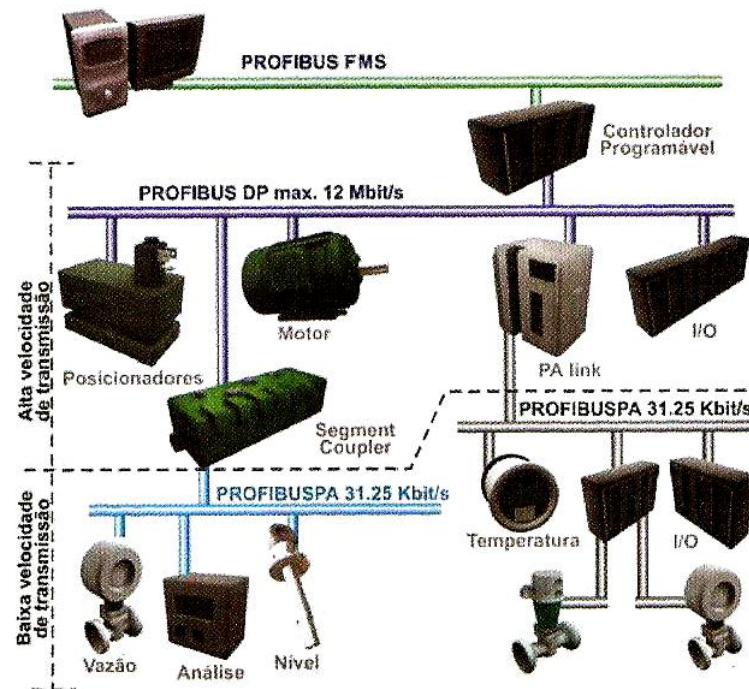 PROFIBUS FMS
Controlador
Programável
PROFIBUS DP max. 12 Mbit/s
Alta velocidade
de transmissão
Posicionadores
Motor
PA link
I/O
Segment
Coupler
PROFIBUSPA 31.25 Kbit/s
PROFIBUSPA 31.25 Kbit/s
Baixa velocidade
de transmissão
Temperatura
I/O
Vazão
Análise
Nível